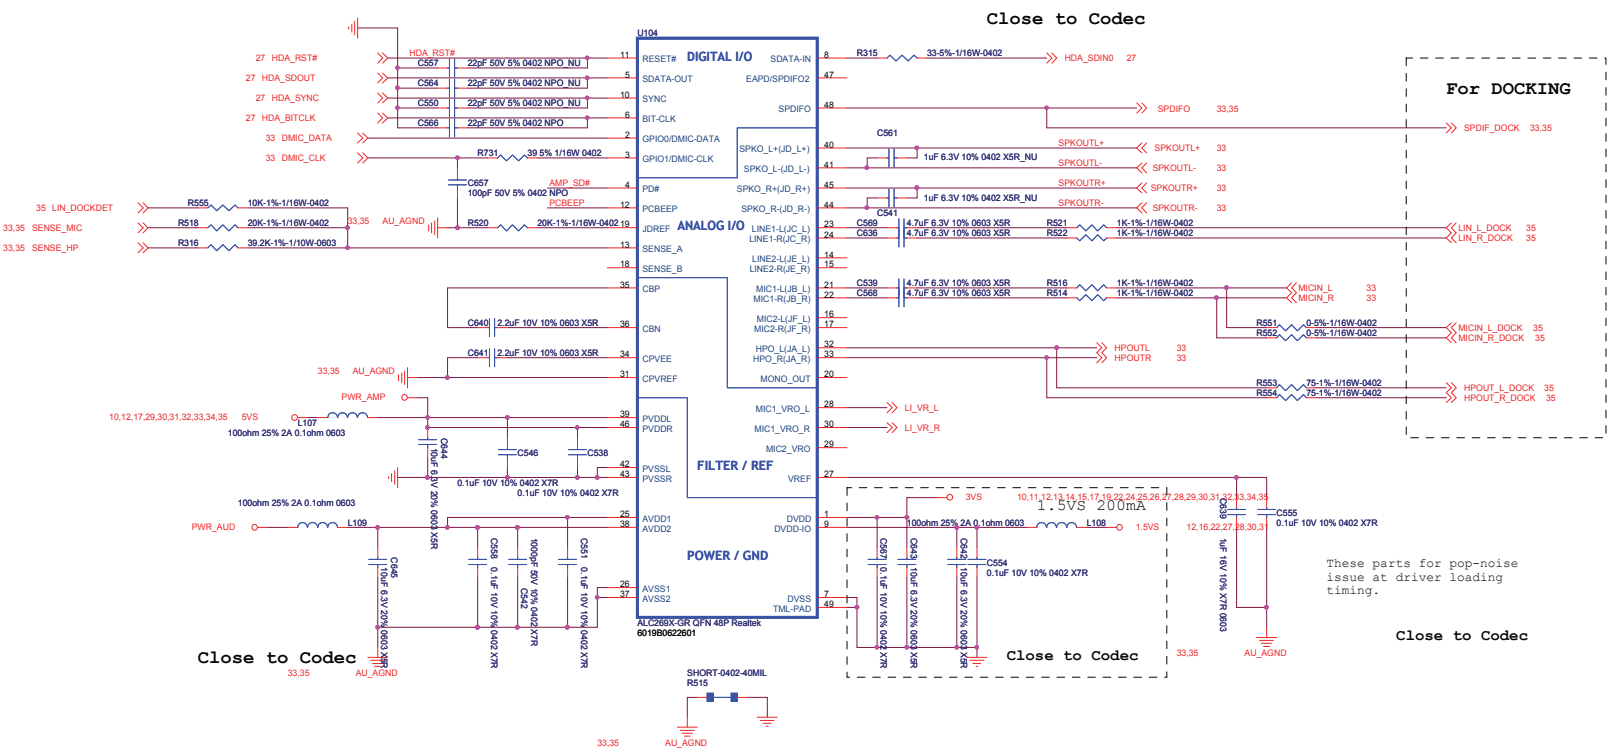 Close to Codec
U104
27 HDA_RST#
HDA_RST#
11 RESET#
DIGITAL I/O
SDATA-IN 8
R315 33-5%-1/16W-0402
HDA_SDIN0 27
C557 22pF 50V 5% 0402 NPO_NU
27 HDA_SDOUT
5 SDATA-OUT
EAPD/SPDIFO2 47
C564 22pF 50V 5% 0402 NPO_NU
For DOCKING
27 HDA_SYNC
10 SYNC
C550 22pF 50V 5% 0402 NPO_NU
SPDIFO 48
SPDIFO 33,35
27 HDA_BITCLK
6 BIT-CLK
C566 22pF 50V 5% 0402 NPO
SPDIF_DOCK 33,35
33 DMIC_DATA
2 GPIO0/DMIC-DATA
C561
SPKO_L+(JD_L+) 40
SPKOUTL+
SPKOUTL+ 33
33 DMIC_CLK
R731 39 5% 1/16W 0402
3 GPIO1/DMIC-CLK
1uF 6.3V 10% 0402 X5R_NU
SPKO_L-(JD_L-) 41
SPKOUTL-
SPKOUTL- 33
C657
100pF 50V 5% 0402 NPO
AMP_SD#
4 PD#
SPKO_R+(JD_R+) 45
SPKOUTR+
SPKOUTR+ 33
1uF 6.3V 10% 0402 X5R_NU
35 LIN_DOCKDET
R555 10K-1%-1/16W-0402
PCBEEP
12 PCBEEP
SPKO_R-(JD_R-) 44
SPKOUTR-
SPKOUTR- 33
C541
33,35 SENSE_MIC
R518 20K-1%-1/16W-0402
33,35 AU_AGND
R520 20K-1%-1/16W-0402
19 JDREF
ANALOG I/O
LINE1-L(JC_L) 23
C569 4.7uF 6.3V 10% 0603 X5R
R521 1K-1%-1/16W-0402
LIN_L_DOCK 35
LINE1-R(JC_R) 24
C636 4.7uF 6.3V 10% 0603 X5R
R522 1K-1%-1/16W-0402
LIN_R_DOCK 35
33,35 SENSE_HP
R316 39.2K-1%-1/10W-0603
13 SENSE_A
LINE2-L(JE_L) 14
18 SENSE_B
LINE2-R(JE_R) 15
35 CBP
MIC1-L(JB_L) 21
C539 4.7uF 6.3V 10% 0603 X5R
R516 1K-1%-1/16W-0402
MICIN_L 33
MIC1-R(JB_R) 22
C568 4.7uF 6.3V 10% 0603 X5R
R514 1K-1%-1/16W-0402
MICIN_R 33
C640 2.2uF 10V 10% 0603 X5R
36 CBN
MIC2-L(JF_L) 16
MIC2-R(JF_R) 17
R551 0-5%-1/16W-0402
MICIN_L_DOCK 35
R552 0-5%-1/16W-0402
MICIN_R_DOCK 35
C641 2.2uF 10V 10% 0603 X5R
34 CPVEE
HPO_L(JA_L) 32
HPOUTL 33
HPO_R(JA_R) 33
HPOUTR 33
33,35 AU_AGND
31 CPVREF
MONO_OUT 20
R553 75-1%-1/16W-0402
HPOUT_L_DOCK 35
R554 75-1%-1/16W-0402
HPOUT_R_DOCK 35
PWR_AMP
MIC1_VRO_L 28
LI_VR_L
10,12,17,29,30,31,32,33,34,35 5VS
L107
100ohm 25% 2A 0.1ohm 0603
39 PVDDL
46 PVDDR
MIC1_VRO_R 30
LI_VR_R
C644
10uF 6.3V 20% 0603 X5R
C546
C538
MIC2_VRO 29
42 PVSSL
43 PVSSR
FILTER / REF
VREF 27
0.1uF 10V 10% 0402 X7R
0.1uF 10V 10% 0402 X7R
100ohm 25% 2A 0.1ohm 0603
3VS 10,11,12,13,14,15,17,19,22,24,25,26,27,28,29,30,31,32,33,34,35
1.5VS 200mA
PWR_AUD
L109
25 AVDD1
38 AVDD2
DVDD 1
DVDD-IO 9
100ohm 25% 2A 0.1ohm 0603
L108
1.5VS 12,16,22,27,28,30,31
C639
1uF 16V 10% X7R 0603
C555
0.1uF 10V 10% 0402 X7R
C645
10uF 6.3V 20% 0603 X5R
C558
0.1uF 10V 10% 0402 X7R
1000pF 50V 10% 0402 X7R
C542
C551
0.1uF 10V 10% 0402 X7R
POWER / GND
C567
0.1uF 10V 10% 0402 X7R
C643
10uF 6.3V 20% 0603 X5R
C642
10uF 6.3V 20% 0603 X5R
C554
0.1uF 10V 10% 0402 X7R
These parts for pop-noise
issue at driver loading
timing.
26 AVSS1
37 AVSS2
DVSS 7
TML-PAD 49
ALC269X-GR QFN 48P Realtek
6019B0622601
Close to Codec
Close to Codec
Close to Codec
33,35 AU_AGND
33,35 AU_AGND
SHORT-0402-40MIL
R515
33,35 AU_AGND